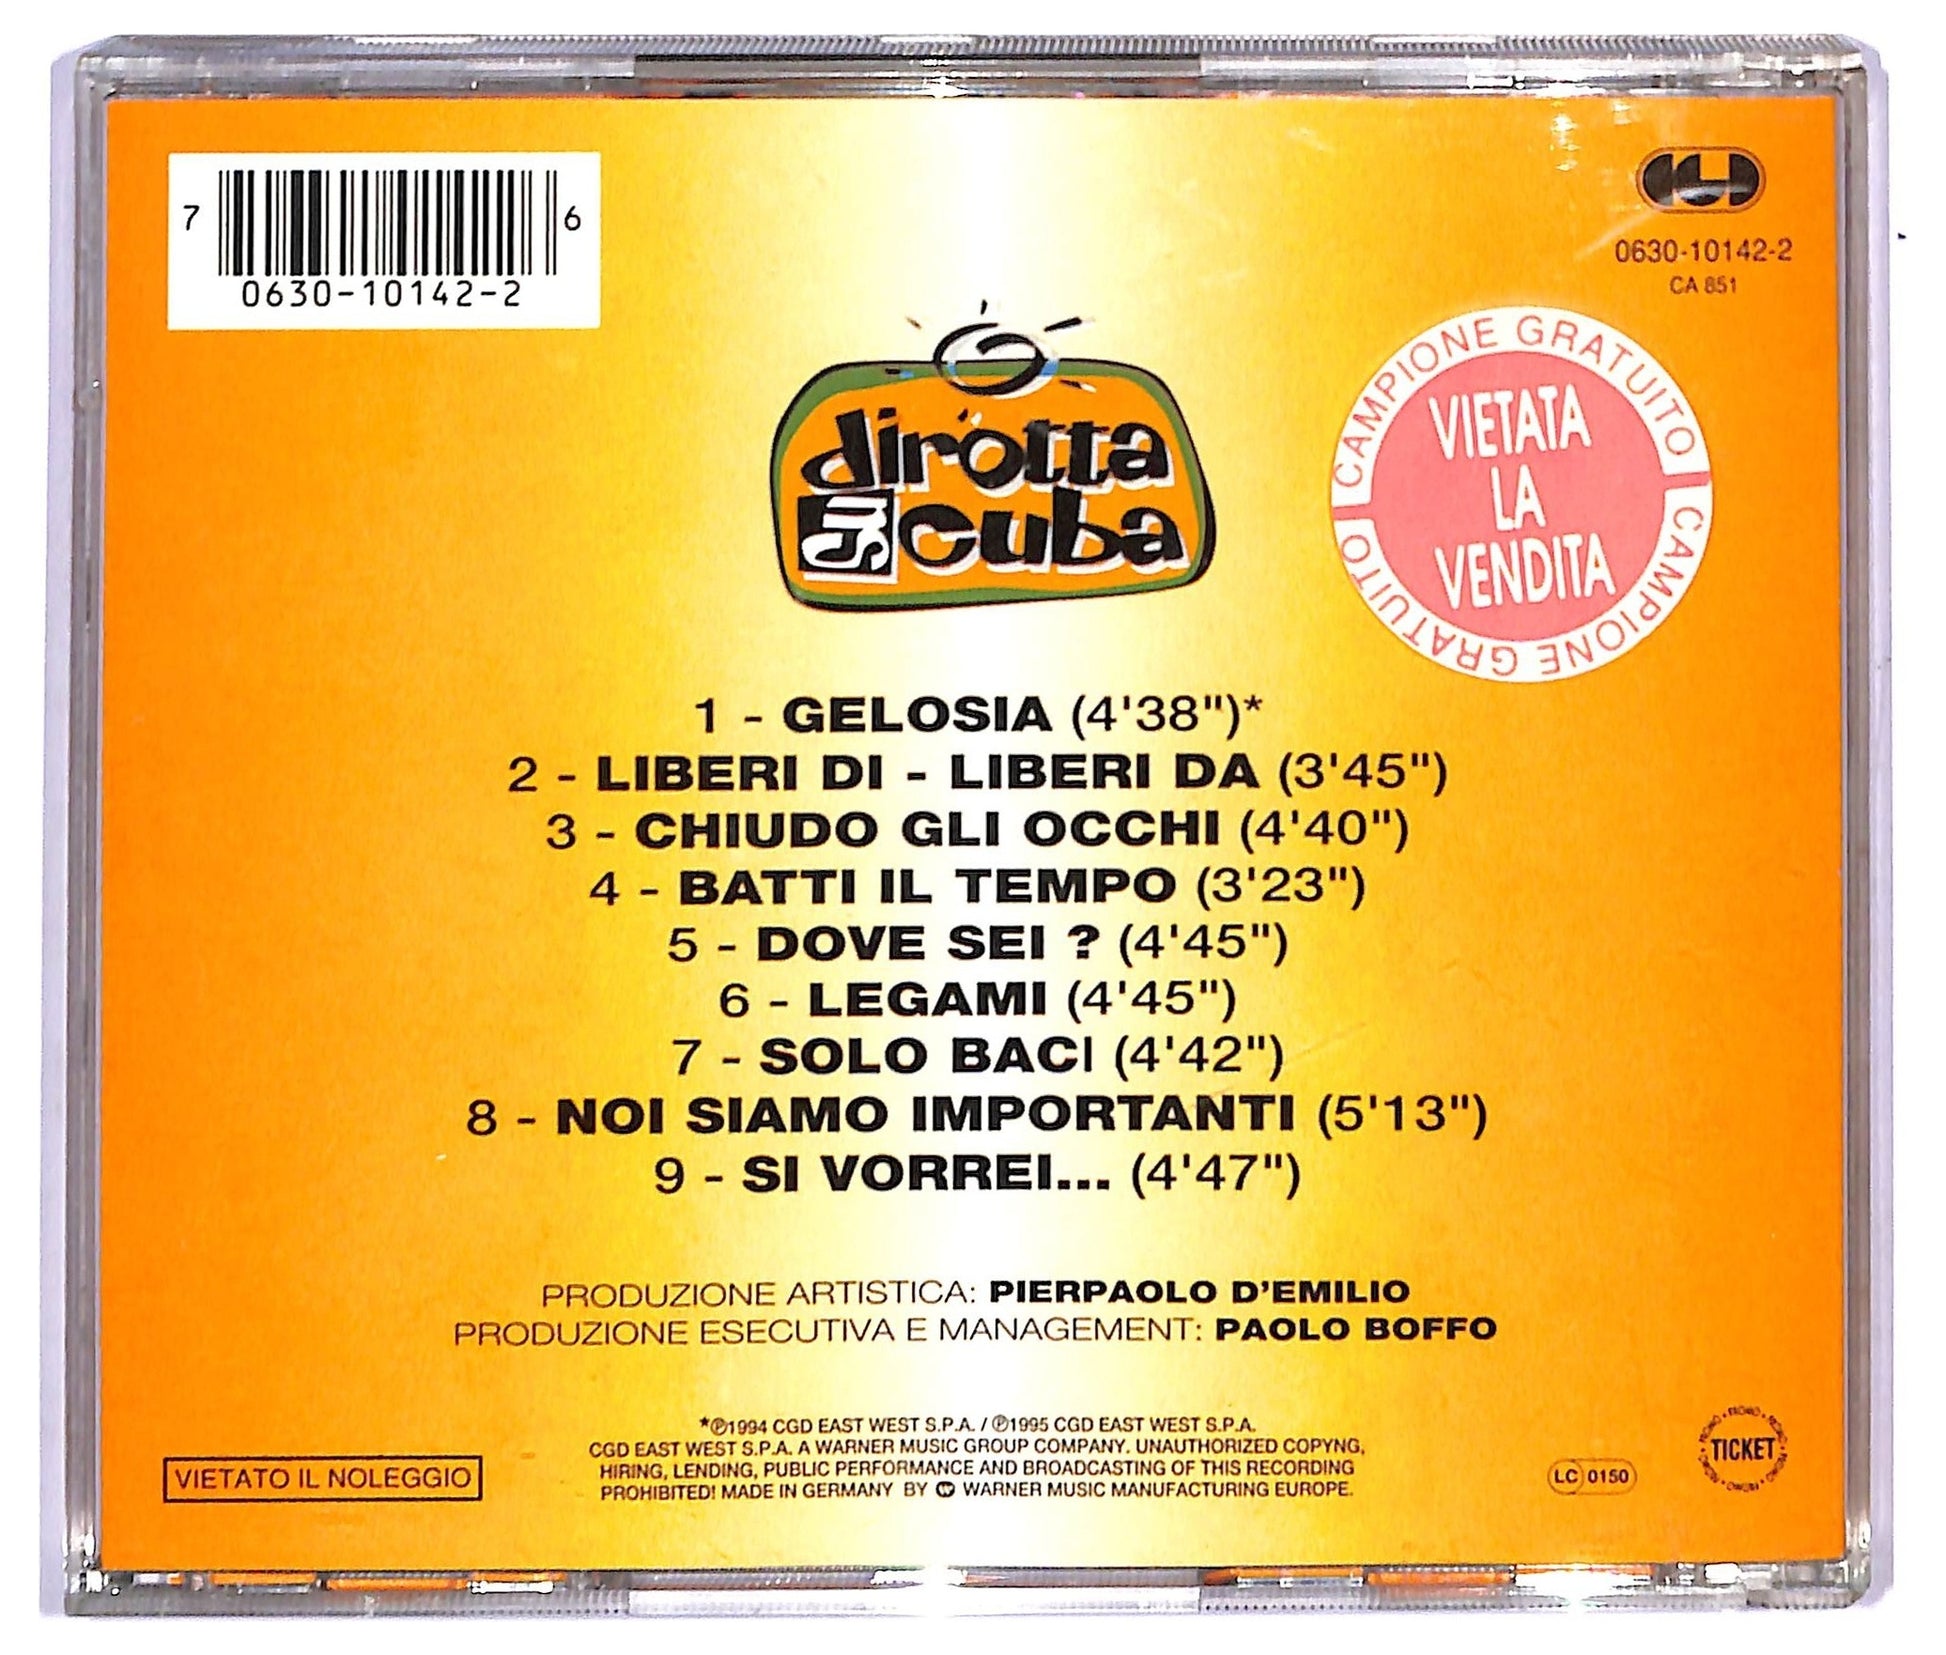 7 6
0630-10142-2
0630-10142-2
CA 851
dirotta
su cuba
CAMPIONE GRATUITO
CAMPIONE GRATUITO
VIETATA
LA
VENDITA
1 - GELOSIA (4'38")*
2 - LIBERI DI - LIBERI DA (3'45")
3 - CHIUDO GLI OCCHI (4'40")
4 - BATTI IL TEMPO (3'23")
5 - DOVE SEI ? (4'45")
6 - LEGAMI (4'45")
7 - SOLO BACI (4'42")
8 - NOI SIAMO IMPORTANTI (5'13")
9 - SI VORREI... (4'47")
PRODUZIONE ARTISTICA: PIERPAOLO D'EMILIO
PRODUZIONE ESECUTIVA E MANAGEMENT: PAOLO BOFFO
*℗1994 CGD EAST WEST S.P.A. / ℗1995 CGD EAST WEST S.P.A.
CGD EAST WEST S.P.A. A WARNER MUSIC GROUP COMPANY. UNAUTHORIZED COPYNG,
HIRING, LENDING, PUBLIC PERFORMANCE AND BROADCASTING OF THIS RECORDING
PROHIBITED! MADE IN GERMANY BY WARNER MUSIC MANUFACTURING EUROPE.
VIETATO IL NOLEGGIO
LC 0150
PROMO • PROMO • PROMO • PROMO • PROMO • PROMO
TICKET